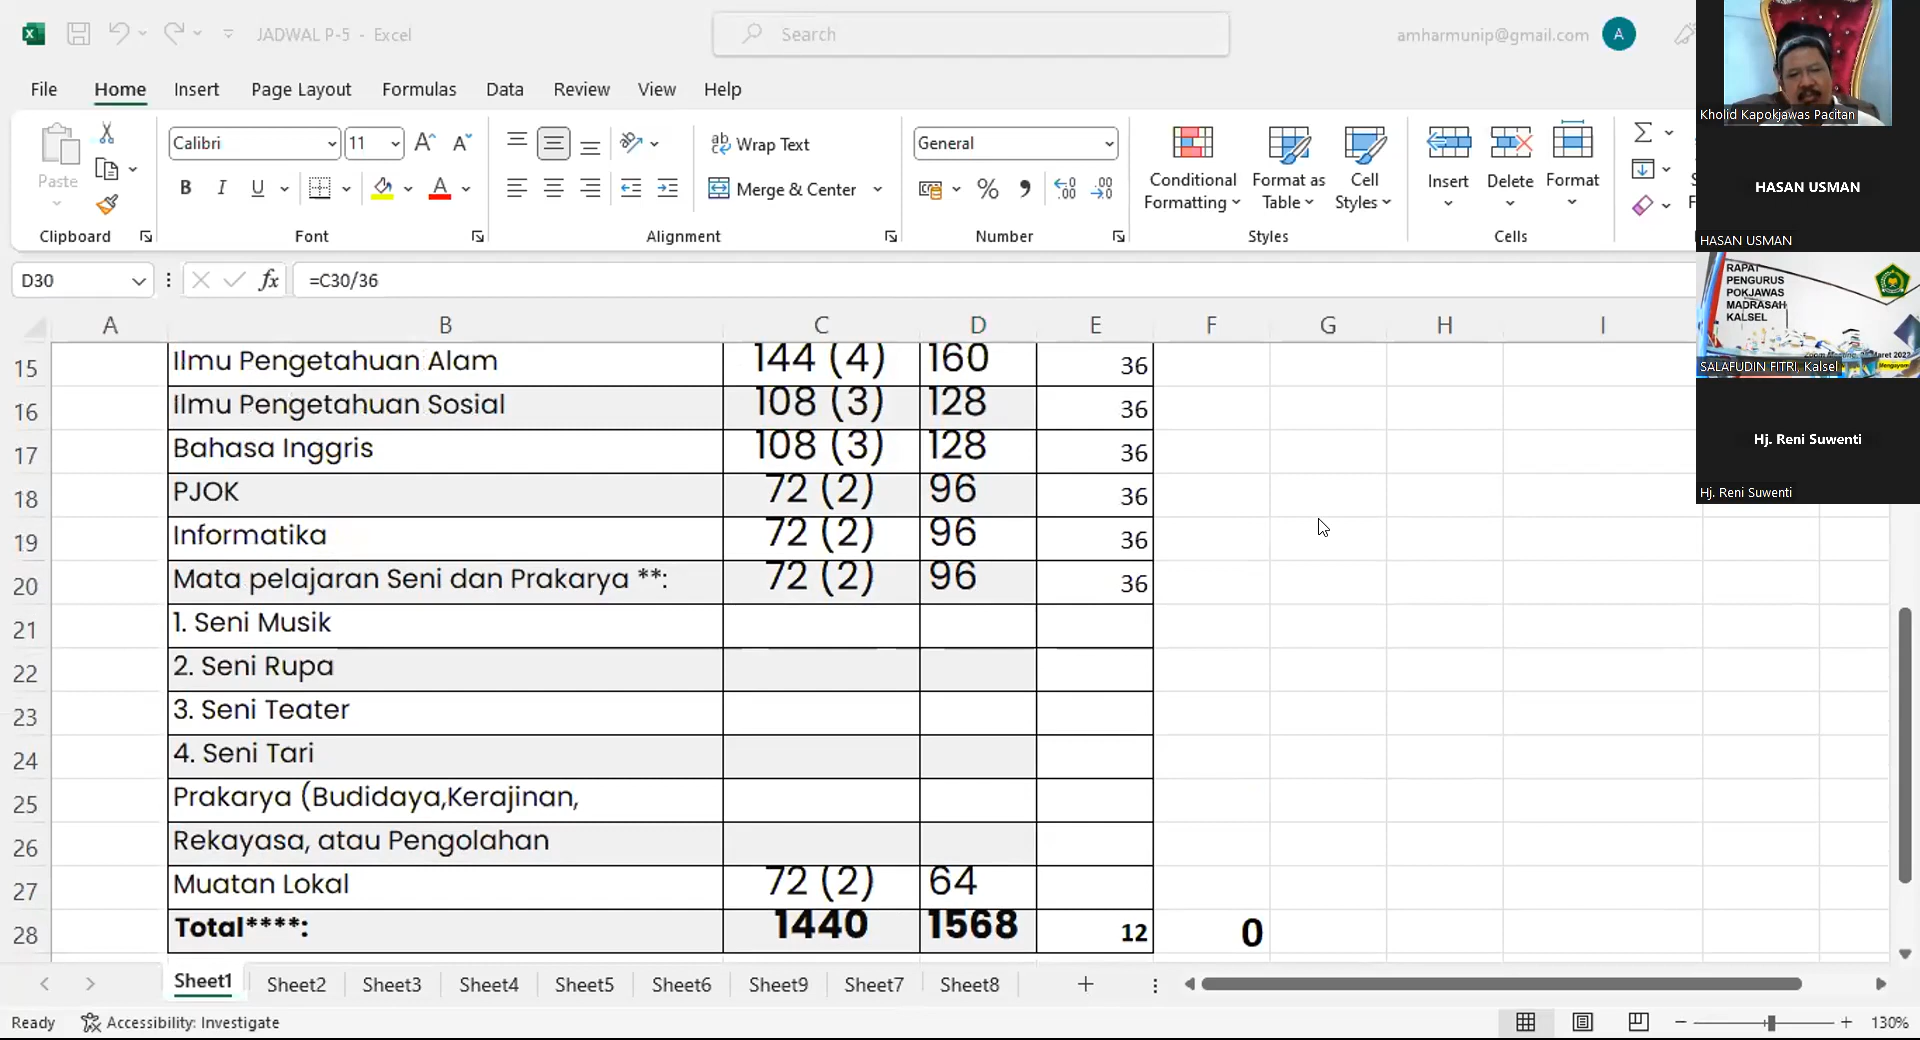 JADWAL P-5 - Excel
Search
amharmunip@gmail.com
A
File Home Insert Page Layout Formulas Data Review View Help
Paste
Calibri
11
Wrap Text
Merge & Center
General
Conditional Formatting
Format as Table
Cell Styles
Insert
Delete
Format
Clipboard
Font
Alignment
Number
Styles
Cells
D30
fx
=C30/36
A B C D E F G H I
15 Ilmu Pengetahuan Alam 144 (4) 160 36
16 Ilmu Pengetahuan Sosial 108 (3) 128 36
17 Bahasa Inggris 108 (3) 128 36
18 PJOK 72 (2) 96 36
19 Informatika 72 (2) 96 36
20 Mata pelajaran Seni dan Prakarya **: 72 (2) 96 36
21 1. Seni Musik
22 2. Seni Rupa
23 3. Seni Teater
24 4. Seni Tari
25 Prakarya (Budidaya,Kerajinan,
26 Rekayasa, atau Pengolahan
27 Muatan Lokal 72 (2) 64
28 Total****: 1440 1568 12 0
Sheet1 Sheet2 Sheet3 Sheet4 Sheet5 Sheet6 Sheet9 Sheet7 Sheet8
Ready
Accessibility: Investigate
130%
Kholid Kapokjawas Pacitan
HASAN USMAN
HASAN USMAN
RAPAT
PENGURUS
POKJAWAS
MADRASAH
KALSEL
Zoom Meeting,
SALAFUDIN FITRI, Kalsel
Hj. Reni Suwenti
Hj. Reni Suwenti